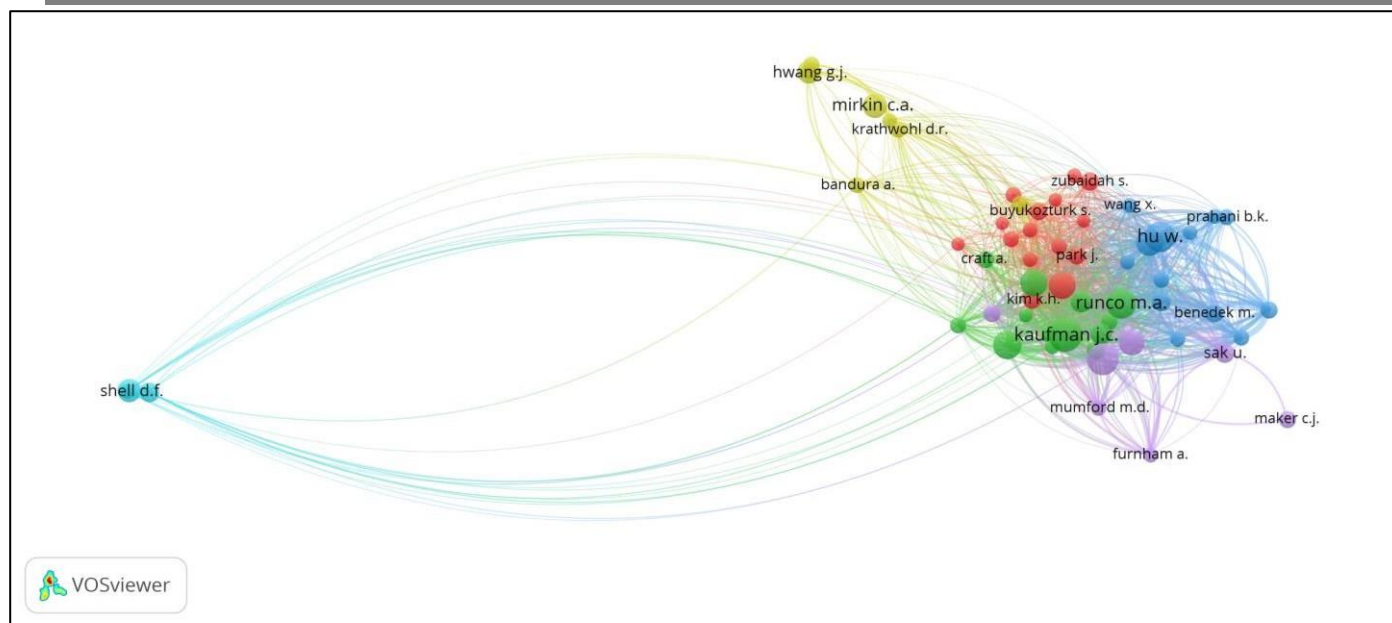 hwang g.j.
mirkin c.a.
krathwohl d.r.
bandura a.
zubaidah s.
buyukozturk s.
wang x.
prahani b.k.
hu w.
craft a.
park j.
kim k.h.
runco m.a.
benedek m.
kaufman j.c.
sak u.
shell d.f.
mumford m.d.
maker c.j.
furnham a.
VOSviewer